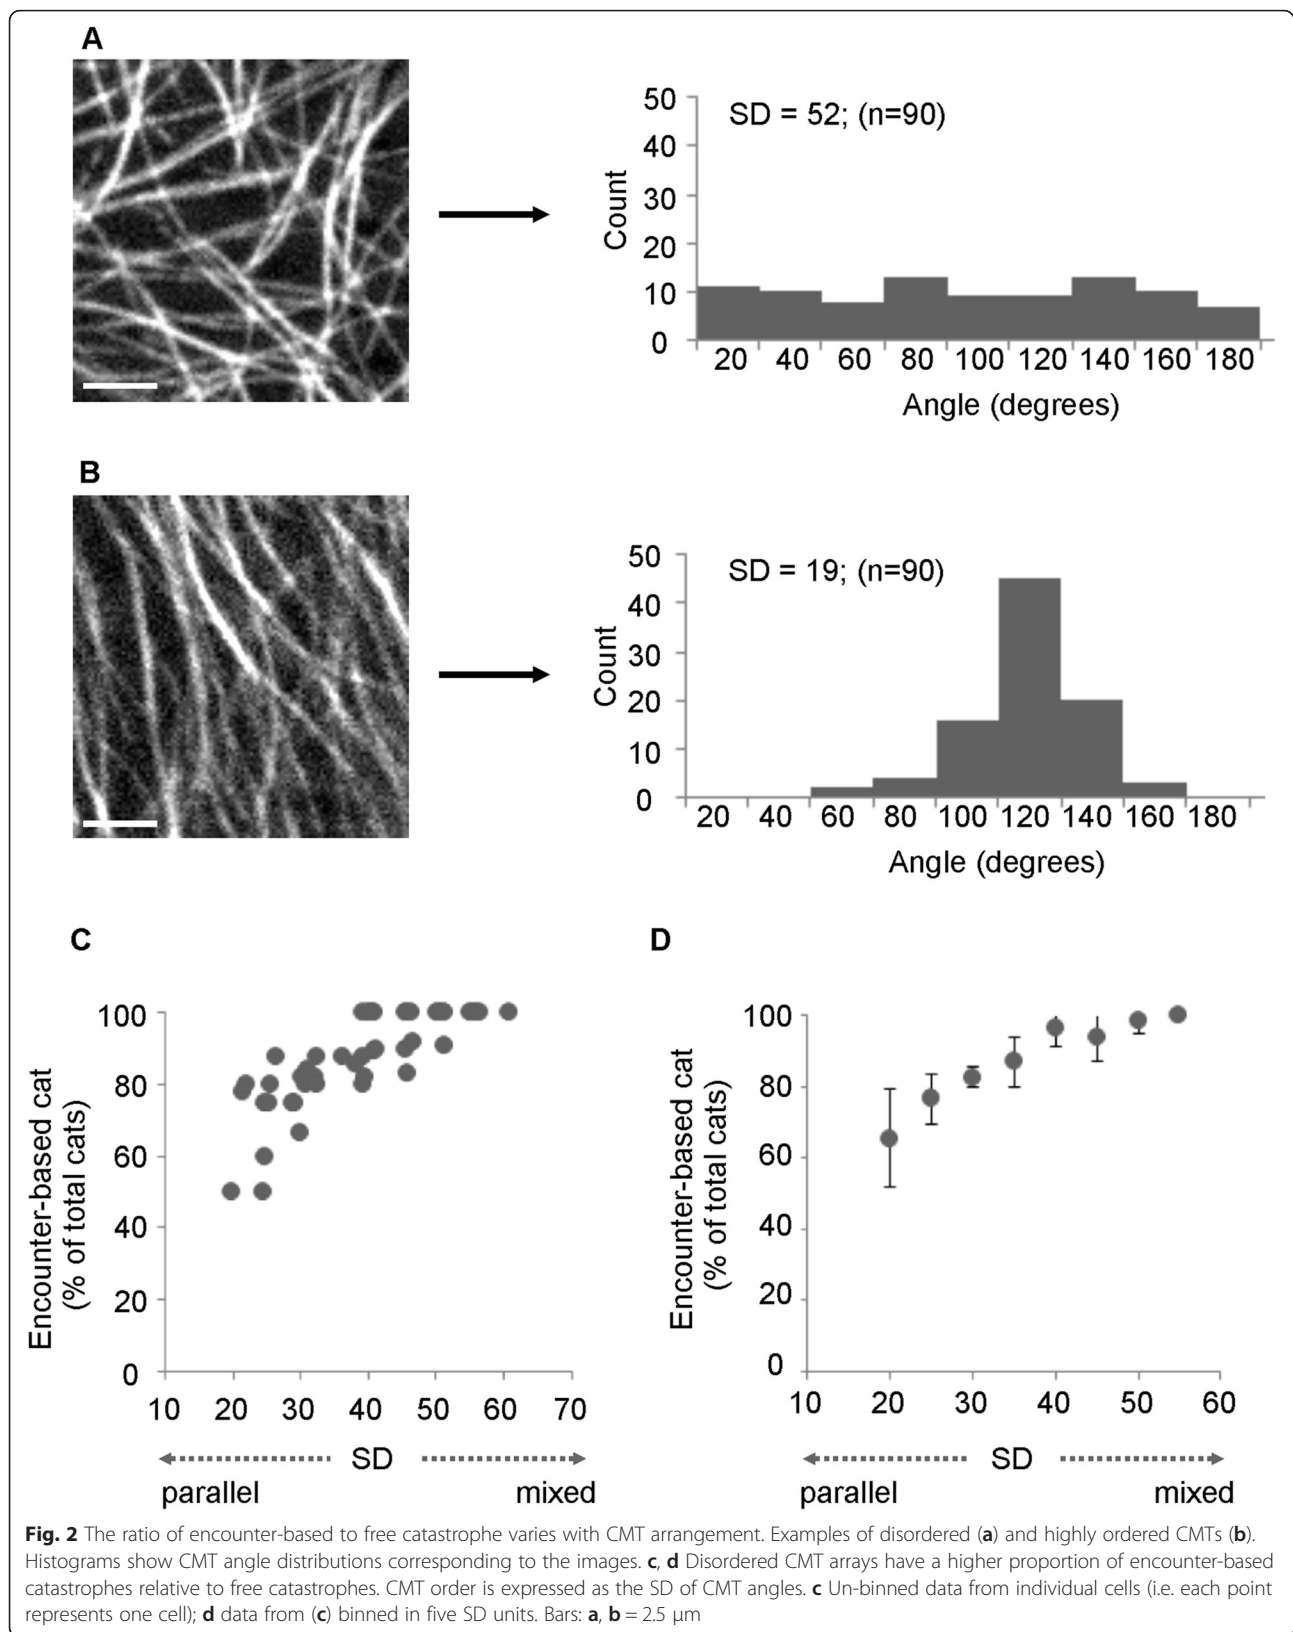 A
50
40
30
20
10
0
Count
SD = 52; (n=90)
20 40 60 80 100 120 140 160 180
Angle (degrees)
B
50
40
30
20
10
0
Count
SD = 19; (n=90)
20 40 60 80 100 120 140 160 180
Angle (degrees)
C
Encounter-based cat
(% of total cats)
100
80
60
40
20
0
10 20 30 40 50 60 70
SD
parallel mixed
D
Encounter-based cat
(% of total cats)
100
80
60
40
20
0
10 20 30 40 50 60
SD
parallel mixed
Fig. 2 The ratio of encounter-based to free catastrophe varies with CMT arrangement. Examples of disordered (a) and highly ordered CMTs (b).
Histograms show CMT angle distributions corresponding to the images. c, d Disordered CMT arrays have a higher proportion of encounter-based
catastrophes relative to free catastrophes. CMT order is expressed as the SD of CMT angles. c Un-binned data from individual cells (i.e. each point
represents one cell); d data from (c) binned in five SD units. Bars: a, b = 2.5 μm